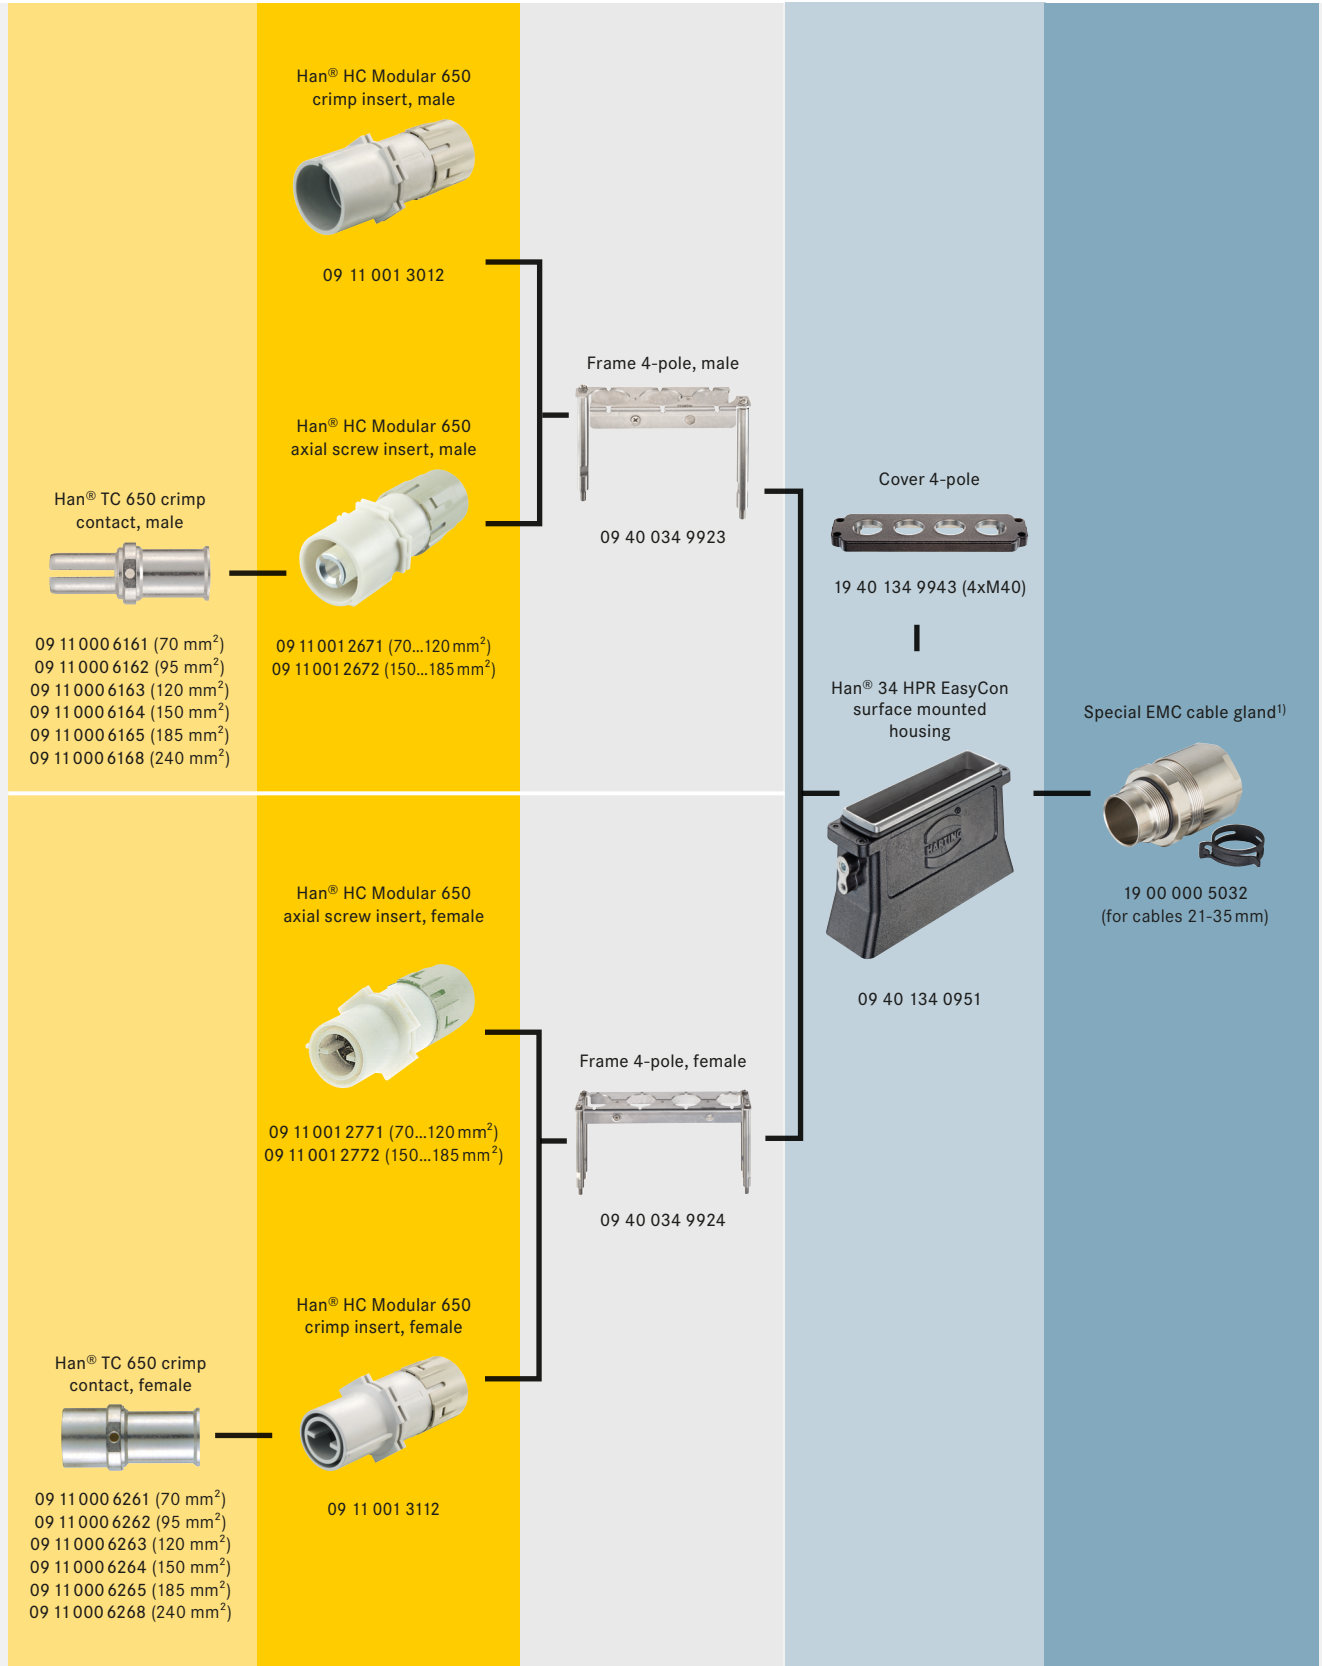 Han® HC Modular 650
crimp insert, male
09 11 001 3012
Han® HC Modular 650
axial screw insert, male
09 11 001 2671 (70...120 mm²)
09 11 001 2672 (150...185 mm²)
Han® TC 650 crimp
contact, male
09 11 000 6161 (70 mm²)
09 11 000 6162 (95 mm²)
09 11 000 6163 (120 mm²)
09 11 000 6164 (150 mm²)
09 11 000 6165 (185 mm²)
09 11 000 6168 (240 mm²)
Frame 4-pole, male
09 40 034 9923
Cover 4-pole
19 40 134 9943 (4xM40)
Han® 34 HPR EasyCon
surface mounted
housing
HARTING
09 40 134 0951
Special EMC cable gland¹⁾
19 00 000 5032
(for cables 21-35 mm)
Han® HC Modular 650
axial screw insert, female
09 11 001 2771 (70...120 mm²)
09 11 001 2772 (150...185 mm²)
Frame 4-pole, female
09 40 034 9924
Han® HC Modular 650
crimp insert, female
09 11 001 3112
Han® TC 650 crimp
contact, female
09 11 000 6261 (70 mm²)
09 11 000 6262 (95 mm²)
09 11 000 6263 (120 mm²)
09 11 000 6264 (150 mm²)
09 11 000 6265 (185 mm²)
09 11 000 6268 (240 mm²)